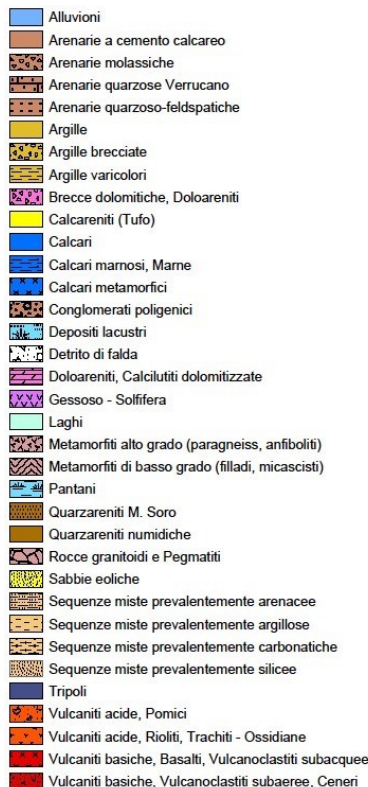 Alluvioni
Arenarie a cemento calcareo
Arenarie molassiche
Arenarie quarzose Verrucano
Arenarie quarzoso-feldspatiche
Argille
Argille brecciate
Argille varicolori
Brecce dolomitiche, Doloareniti
Calcareniti (Tufo)
Calcari
Calcari marnosi, Marne
Calcari metamorfici
Conglomerati poligenici
Depositi lacustri
Detrito di falda
Doloareniti, Calcilutiti dolomitizzate
Gessoso - Solfifera
Laghi
Metamorfiti alto grado (paragneiss, anfiboliti)
Metamorfiti di basso grado (filladi, micascisti)
Pantani
Quarzareniti M. Soro
Quarzareniti numidiche
Rocce granitoidi e Pegmatiti
Sabbie eoliche
Sequenze miste prevalentemente arenacee
Sequenze miste prevalentemente argillose
Sequenze miste prevalentemente carbonatiche
Sequenze miste prevalentemente silicee
Tripoli
Vulcaniti acide, Pomici
Vulcaniti acide, Rioliti, Trachiti - Ossidiane
Vulcaniti basiche, Basalti, Vulcanoclastiti subacquee
Vulcaniti basiche, Vulcanoclastiti subaeree, Ceneri